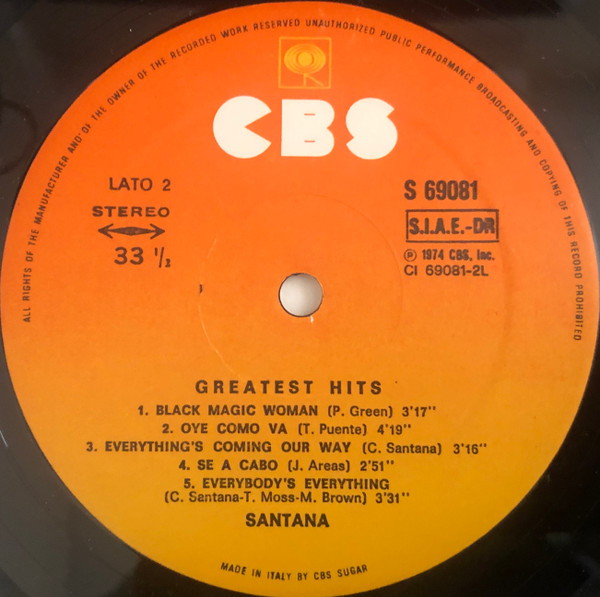 ALL RIGHTS OF THE MANUFACTURER AND OF THE OWNER OF THE RECORDED WORK RESERVED UNAUTHORIZED PUBLIC PERFORMANCE BROADCASTING AND COPYING OF THIS RECORD PROHIBITED
CBS
LATO 2
STEREO
33 1/2
S 69081
S.I.A.E.-DR
℗ 1974 CBS, Inc.
CI 69081-2L
GREATEST HITS
1. BLACK MAGIC WOMAN (P. Green) 3'17"
2. OYE COMO VA (T. Puente) 4'19"
3. EVERYTHING'S COMING OUR WAY (C. Santana) 3'16"
4. SE A CABO (J. Areas) 2'51"
5. EVERYBODY'S EVERYTHING
(C. Santana-T. Moss-M. Brown) 3'31"
SANTANA
MADE IN ITALY BY CBS SUGAR